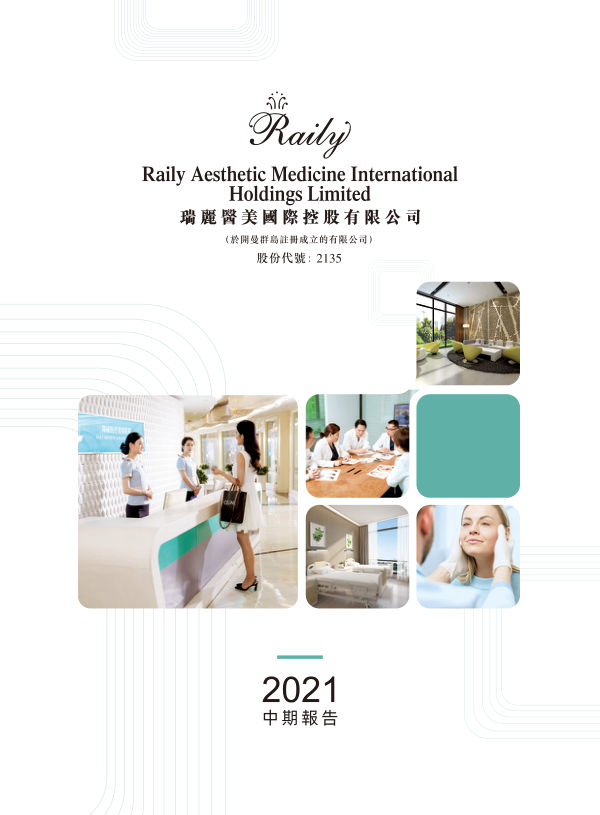 Raily
Raily Aesthetic Medicine International
Holdings Limited
瑞麗醫美國際控股有限公司
（於開曼群島註冊成立的有限公司）
股份代號：2135
2021
中期報告